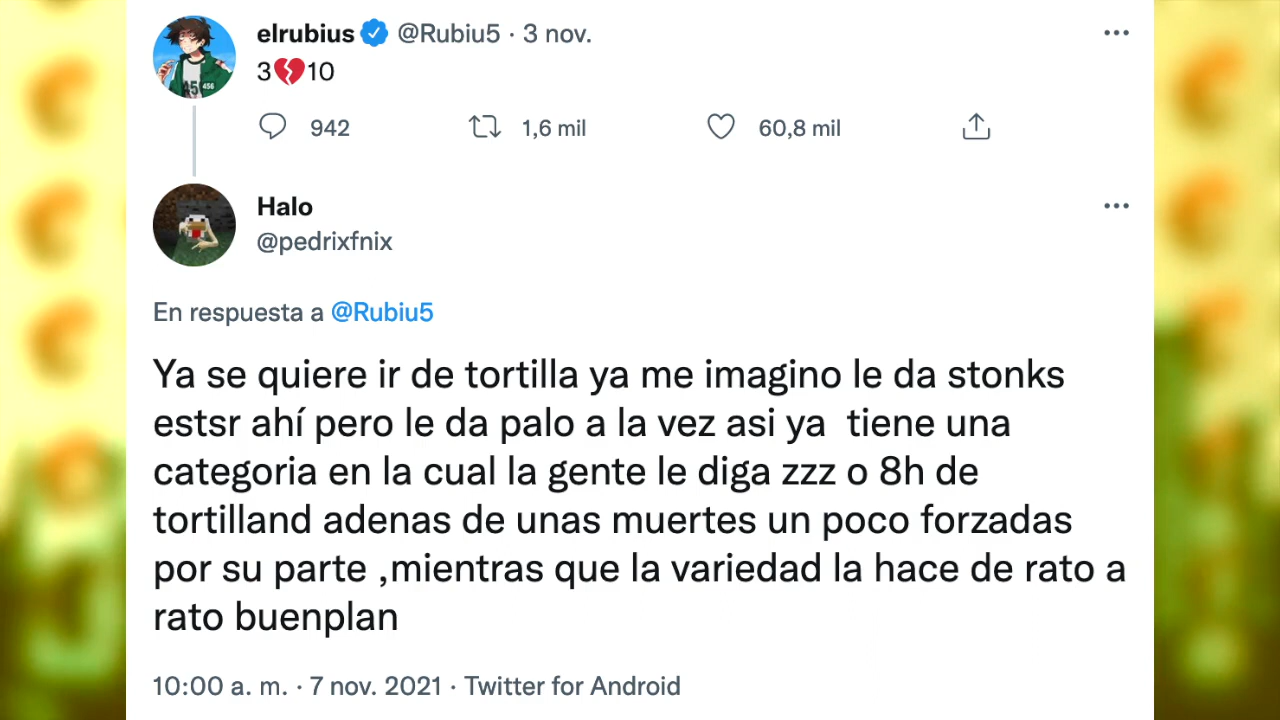 elrubius @Rubiu5 · 3 nov.
3💔10
942 1,6 mil 60,8 mil
Halo
@pedrixfnix
En respuesta a @Rubiu5
Ya se quiere ir de tortilla ya me imagino le da stonks
estsr ahí pero le da palo a la vez asi ya  tiene una
categoria en la cual la gente le diga zzz o 8h de
tortilland adenas de unas muertes un poco forzadas
por su parte ,mientras que la variedad la hace de rato a
rato buenplan
10:00 a. m. · 7 nov. 2021 · Twitter for Android